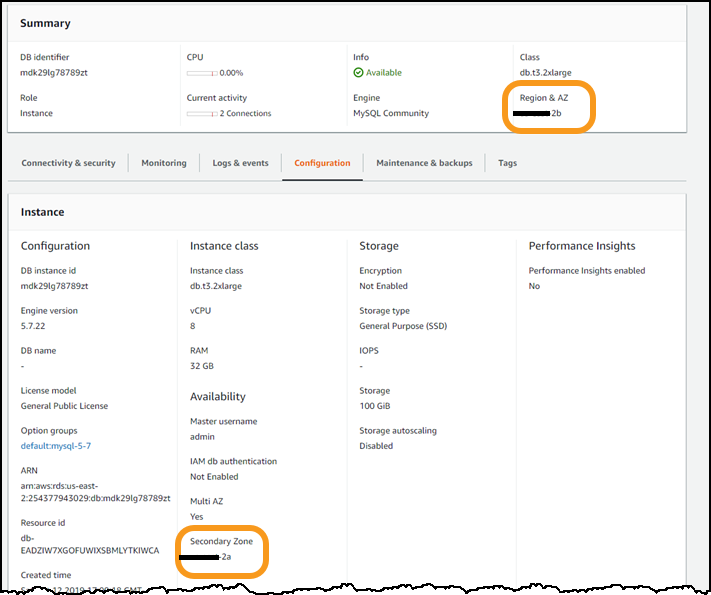 Summary
DB identifier
mdk29lg78789zt
CPU
0.00%
Info
Available
Class
db.t3.2xlarge
Role
Instance
Current activity
2 Connections
Engine
MySQL Community
Region & AZ
-2b
Connectivity & security
Monitoring
Logs & events
Configuration
Maintenance & backups
Tags
Instance
Configuration
DB instance id
mdk29lg78789zt
Engine version
5.7.22
DB name
-
License model
General Public License
Option groups
default:mysql-5-7
ARN
arn:aws:rds:us-east-
2:254377943029:db:mdk29lg78789zt
Resource id
db-
EADZIW7XGOFUWIXSBMLYTKIWCA
Created time
Instance class
Instance class
db.t3.2xlarge
vCPU
8
RAM
32 GB
Availability
Master username
admin
IAM db authentication
Not Enabled
Multi AZ
Yes
Secondary Zone
-2a
Storage
Encryption
Not Enabled
Storage type
General Purpose (SSD)
IOPS
-
Storage
100 GiB
Storage autoscaling
Disabled
Performance Insights
Performance Insights enabled
No